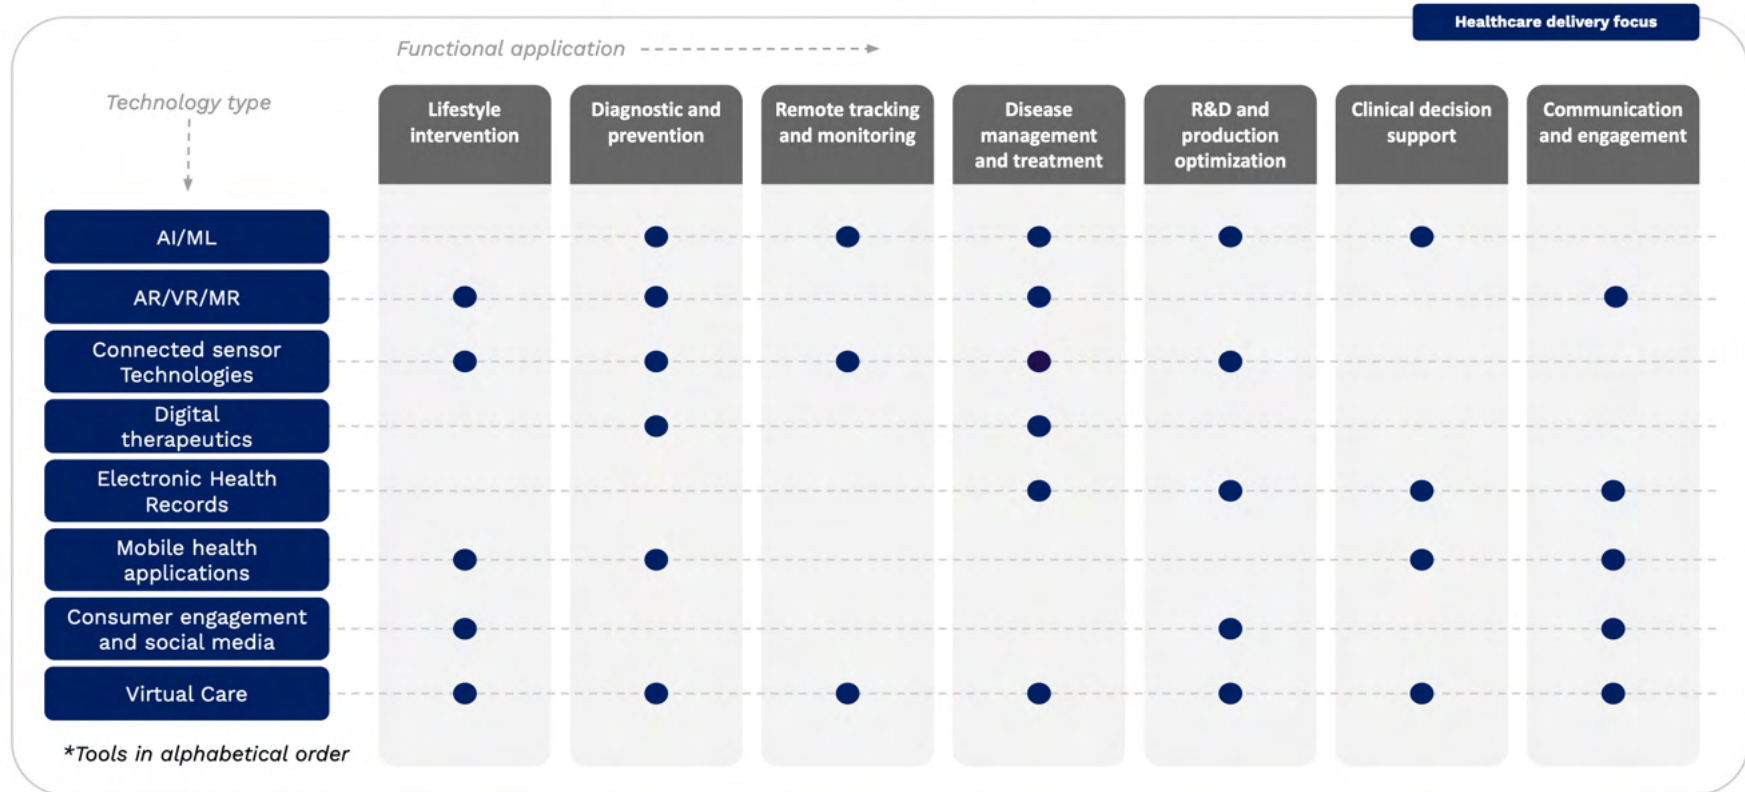 Healthcare delivery focus
Functional application
Technology type
Lifestyle
intervention
Diagnostic and
prevention
Remote tracking
and monitoring
Disease
management
and treatment
R&D and
production
optimization
Clinical decision
support
Communication
and engagement
AI/ML
AR/VR/MR
Connected sensor
Technologies
Digital
therapeutics
Electronic Health
Records
Mobile health
applications
Consumer engagement
and social media
Virtual Care
*Tools in alphabetical order